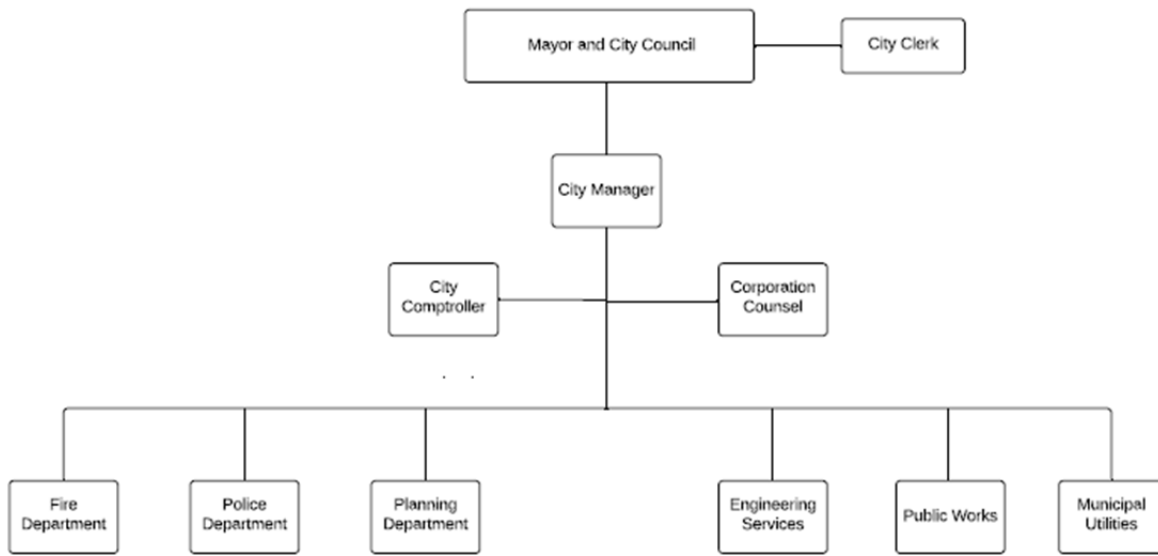 Mayor and City Council
City Clerk
City Manager
City
Comptroller
Corporation
Counsel
Fire
Department
Police
Department
Planning
Department
Engineering
Services
Public Works
Municipal
Utilities